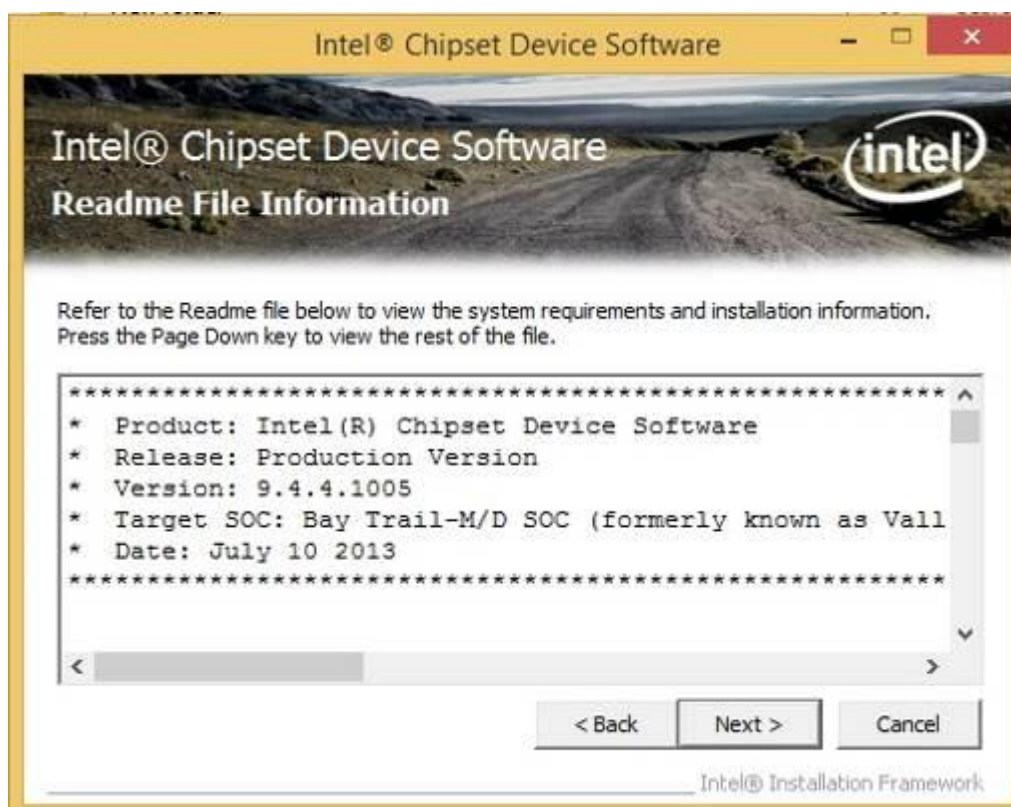 Intel® Chipset Device Software
Intel® Chipset Device Software
intel
Readme File Information
Refer to the Readme file below to view the system requirements and installation information.
Press the Page Down key to view the rest of the file.
********************************************************
* Product: Intel(R) Chipset Device Software
* Release: Production Version
* Version: 9.4.4.1005
* Target SOC: Bay Trail-M/D SOC (formerly known as Vall
* Date: July 10 2013
********************************************************
< Back Next > Cancel
Intel® Installation Framework